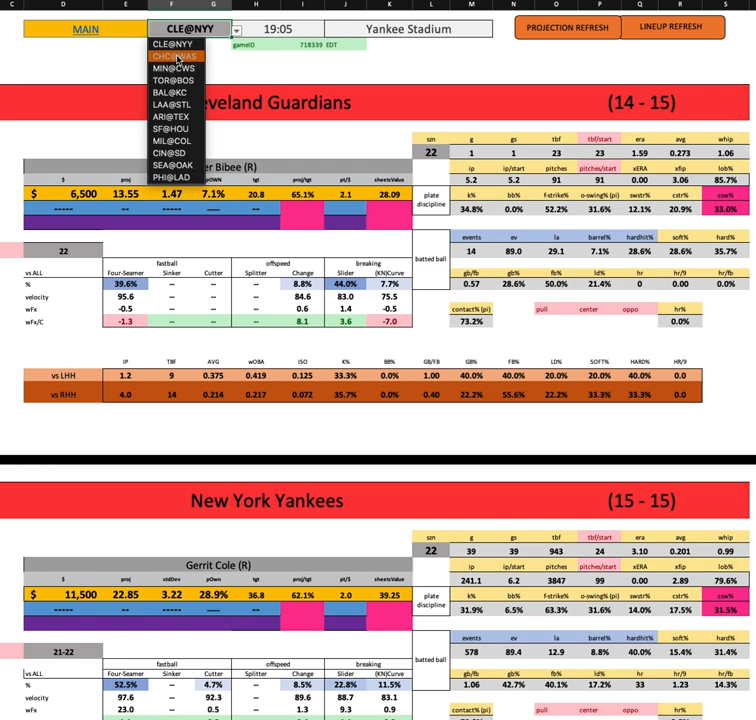 C D E F G H I J K L M N O P Q R S
MAIN CLE@NYY 19:05 Yankee Stadium PROJECTION REFRESH LINEUP REFRESH
gameID 718339 EDT
CLE@NYY
CHC@WAS
MIN@CWS
TOR@BOS
BAL@KC
LAA@STL
ARI@TEX
SF@HOU
MIL@COL
CIN@SD
SEA@OAK
PHI@LAD
eveland Guardians (14 - 15)
szn g gs tbf tbf/start era avg whip
22 1 1 23 23 1.59 0.273 1.06
er Bibee (R)
ip ip/start pitches pitches/start xERA xfip lob%
5.2 5.2 91 91 0.00 3.06 85.7%
$ proj pOWN tgt proj/tgt pt/$ sheetsValue
$ 6,500 13.55 1.47 7.1% 20.8 65.1% 2.1 28.09
plate discipline
k% bb% f-strike% o-swing% (pi) swstr% cstr% csw%
34.8% 0.0% 52.2% 31.6% 12.1% 20.9% 33.0%
----- -- ----- — --
22
batted ball
events ev la barrel% hardhit% soft% hard%
14 89.0 29.1 7.1% 28.6% 28.6% 35.7%
gb/fb gb% fb% ld% hr hr/9 hr/fb
0.57 28.6% 50.0% 21.4% 0 0.00 0.0%
fastball offspeed breaking
vs ALL Four-Seamer Sinker Cutter Splitter Change Slider (KN)Curve
% 39.6% -- -- -- 8.8% 44.0% 7.7%
velocity 95.6 -- -- -- 84.6 83.0 75.5
wFx -0.5 -- -- -- 0.6 1.4 -0.5
wFx/C -1.3 -- -- -- 8.1 3.6 -7.0
contact% (pi) pull center oppo hr%
73.2% 0.0%
IP TBF AVG wOBA ISO K% BB% GB/FB GB% FB% LD% SOFT% HARD% HR/9
vs LHH 1.2 9 0.375 0.419 0.125 33.3% 0.0% 1.00 40.0% 40.0% 20.0% 20.0% 40.0% 0.0
vs RHH 4.0 14 0.214 0.217 0.072 35.7% 0.0% 0.40 22.2% 55.6% 22.2% 33.3% 33.3% 0.0
New York Yankees (15 - 15)
szn g gs tbf tbf/start era avg whip
22 39 39 943 24 3.10 0.201 0.99
Gerrit Cole (R)
ip ip/start pitches pitches/start xERA xfip lob%
241.1 6.2 3847 99 0.00 2.89 79.6%
$ proj stdDev pOwn tgt proj/tgt pt/$ sheetsValue
$ 11,500 22.85 3.22 28.9% 36.8 62.1% 2.0 39.25
plate discipline
k% bb% f-strike% o-swing% (pi) swstr% cstr% csw%
31.9% 6.5% 63.3% 31.6% 14.0% 17.5% 31.5%
----- -- ----- — --
21-22
batted ball
events ev la barrel% hardhit% soft% hard%
578 89.4 12.9 8.8% 40.0% 15.4% 31.4%
gb/fb gb% fb% ld% hr hr/9 hr/fb
1.06 42.7% 40.1% 17.2% 33 1.23 14.3%
fastball offspeed breaking
vs ALL Four-Seamer Sinker Cutter Splitter Change Slider (KN)Curve
% 52.5% -- 4.7% -- 8.5% 22.8% 11.5%
velocity 97.6 -- 92.3 -- 89.6 88.7 83.1
wFx 23.0 -- 0.5 -- 1.3 9.3 0.9
contact% (pi) pull center oppo hr%